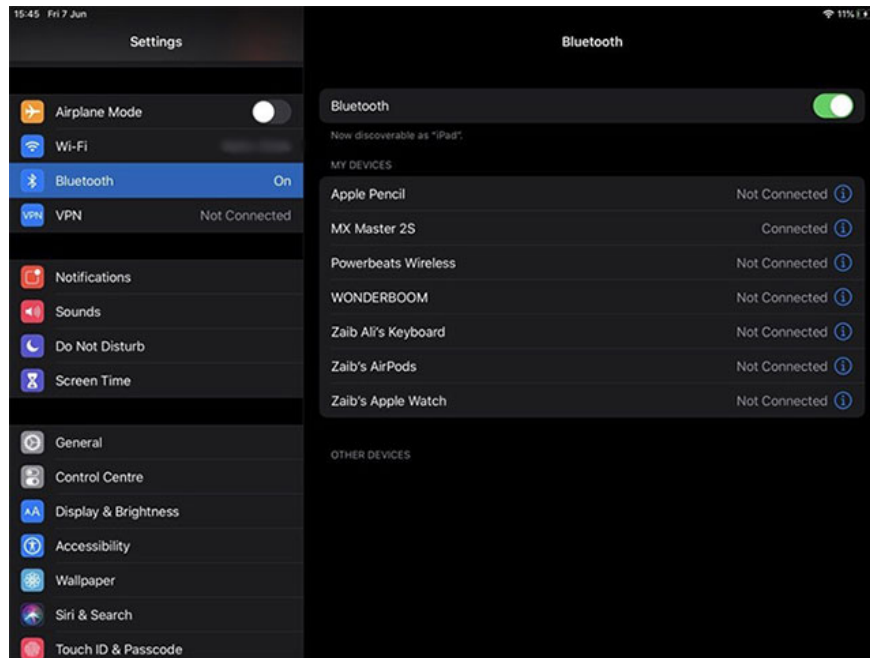 15:45 Fri 7 Jun
11%
Settings
Airplane Mode
Wi-Fi
Bluetooth On
VPN VPN Not Connected
Notifications
Sounds
Do Not Disturb
Screen Time
General
Control Centre
AA Display & Brightness
Accessibility
Wallpaper
Siri & Search
Touch ID & Passcode
Bluetooth
Bluetooth
Now discoverable as “iPad”.
MY DEVICES
Apple Pencil Not Connected
MX Master 2S Connected
Powerbeats Wireless Not Connected
WONDERBOOM Not Connected
Zaib Ali's Keyboard Not Connected
Zaib's AirPods Not Connected
Zaib's Apple Watch Not Connected
OTHER DEVICES